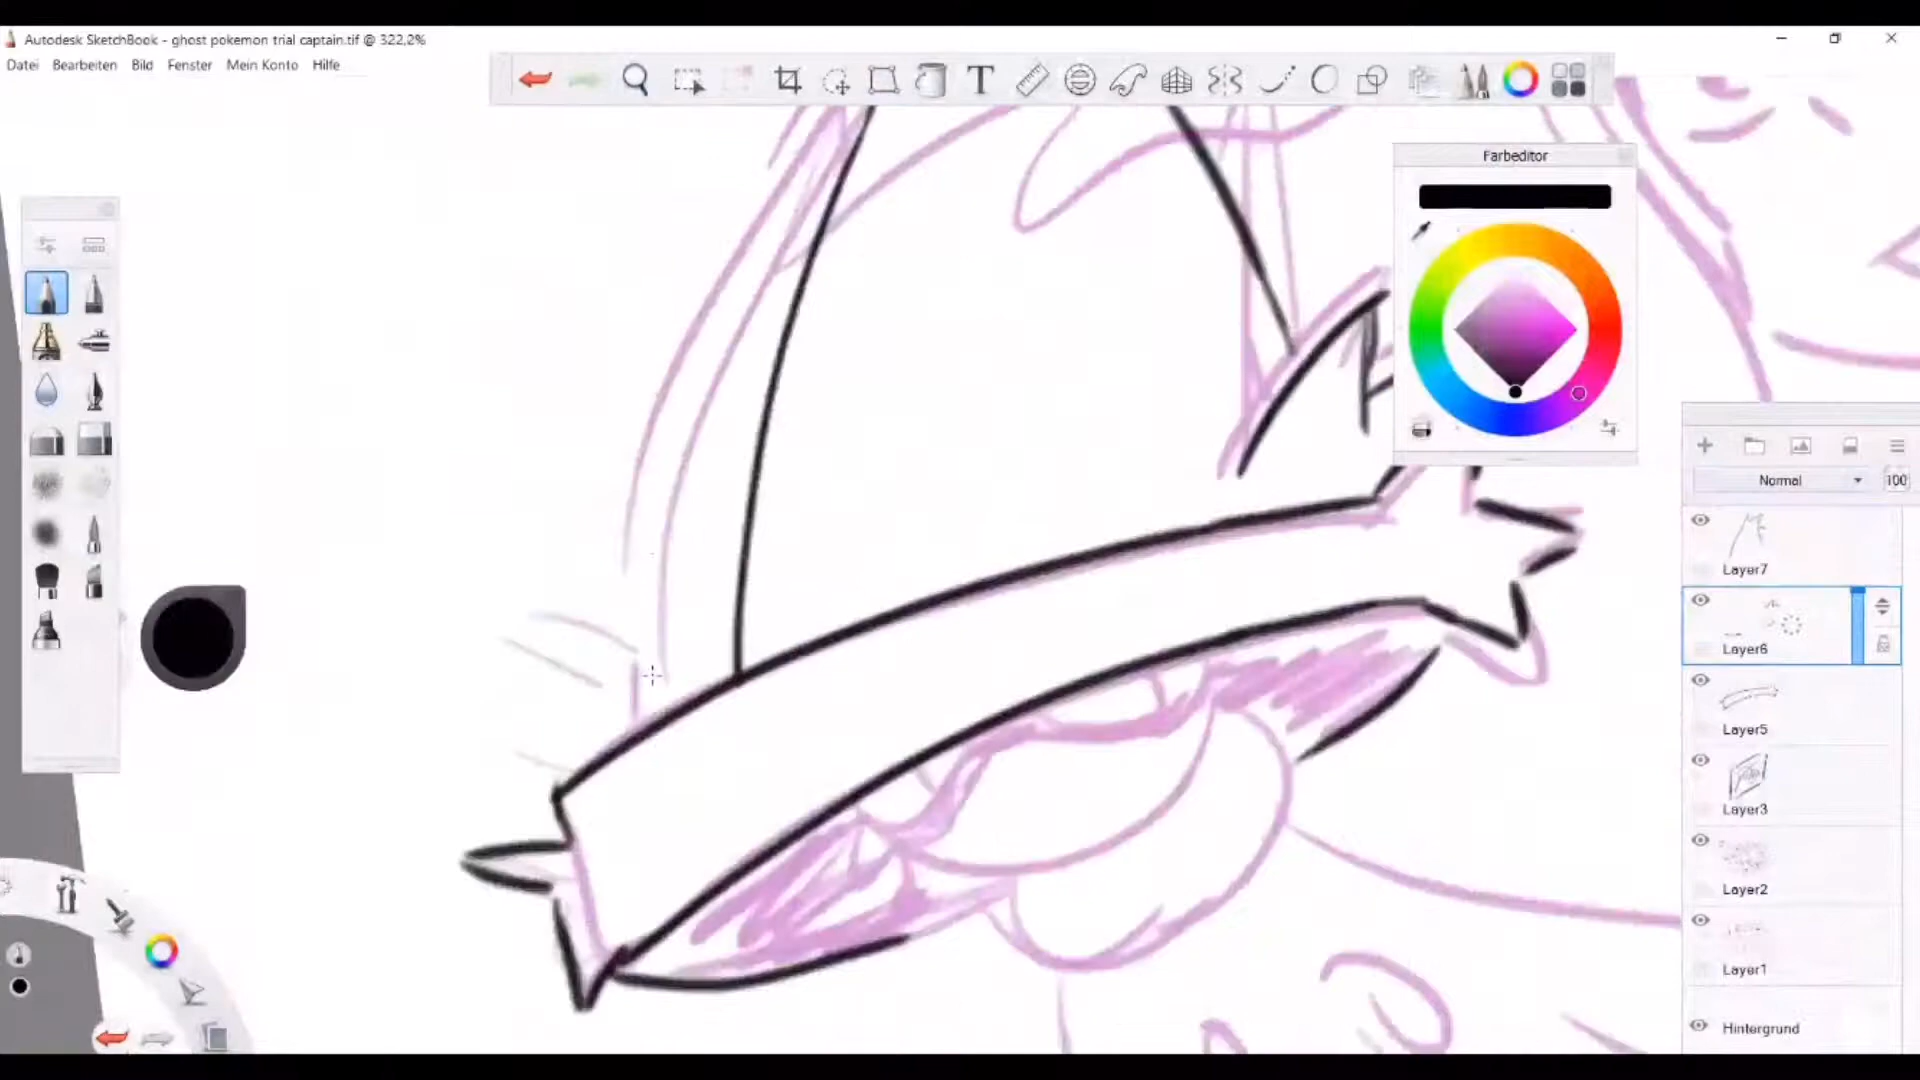 Autodesk SketchBook - ghost pokemon trial captain.tif @ 322,2%
Datei Bearbeiten Bild Fenster Mein Konto Hilfe
T
Farbeditor
Normal 100
Layer7
Layer6
Layer5
Layer3
Layer2
Layer1
Hintergrund